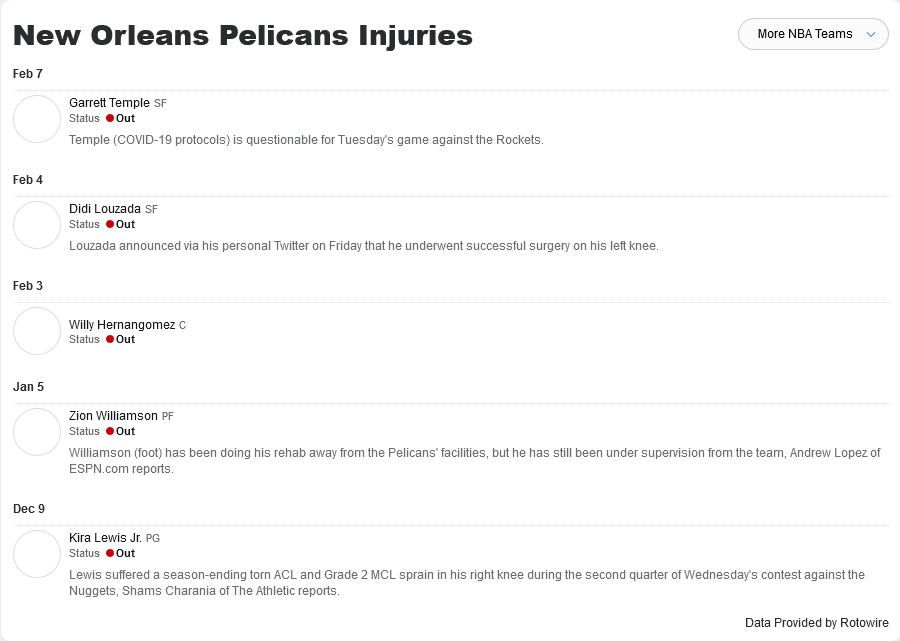 New Orleans Pelicans Injuries
More NBA Teams
Feb 7
Garrett Temple SF
Status Out
Temple (COVID-19 protocols) is questionable for Tuesday's game against the Rockets.
Feb 4
Didi Louzada SF
Status Out
Louzada announced via his personal Twitter on Friday that he underwent successful surgery on his left knee.
Feb 3
Willy Hernangomez C
Status Out
Jan 5
Zion Williamson PF
Status Out
Williamson (foot) has been doing his rehab away from the Pelicans' facilities, but he has still been under supervision from the team, Andrew Lopez of
ESPN.com reports.
Dec 9
Kira Lewis Jr. PG
Status Out
Lewis suffered a season-ending torn ACL and Grade 2 MCL sprain in his right knee during the second quarter of Wednesday's contest against the
Nuggets, Shams Charania of The Athletic reports.
Data Provided by Rotowire